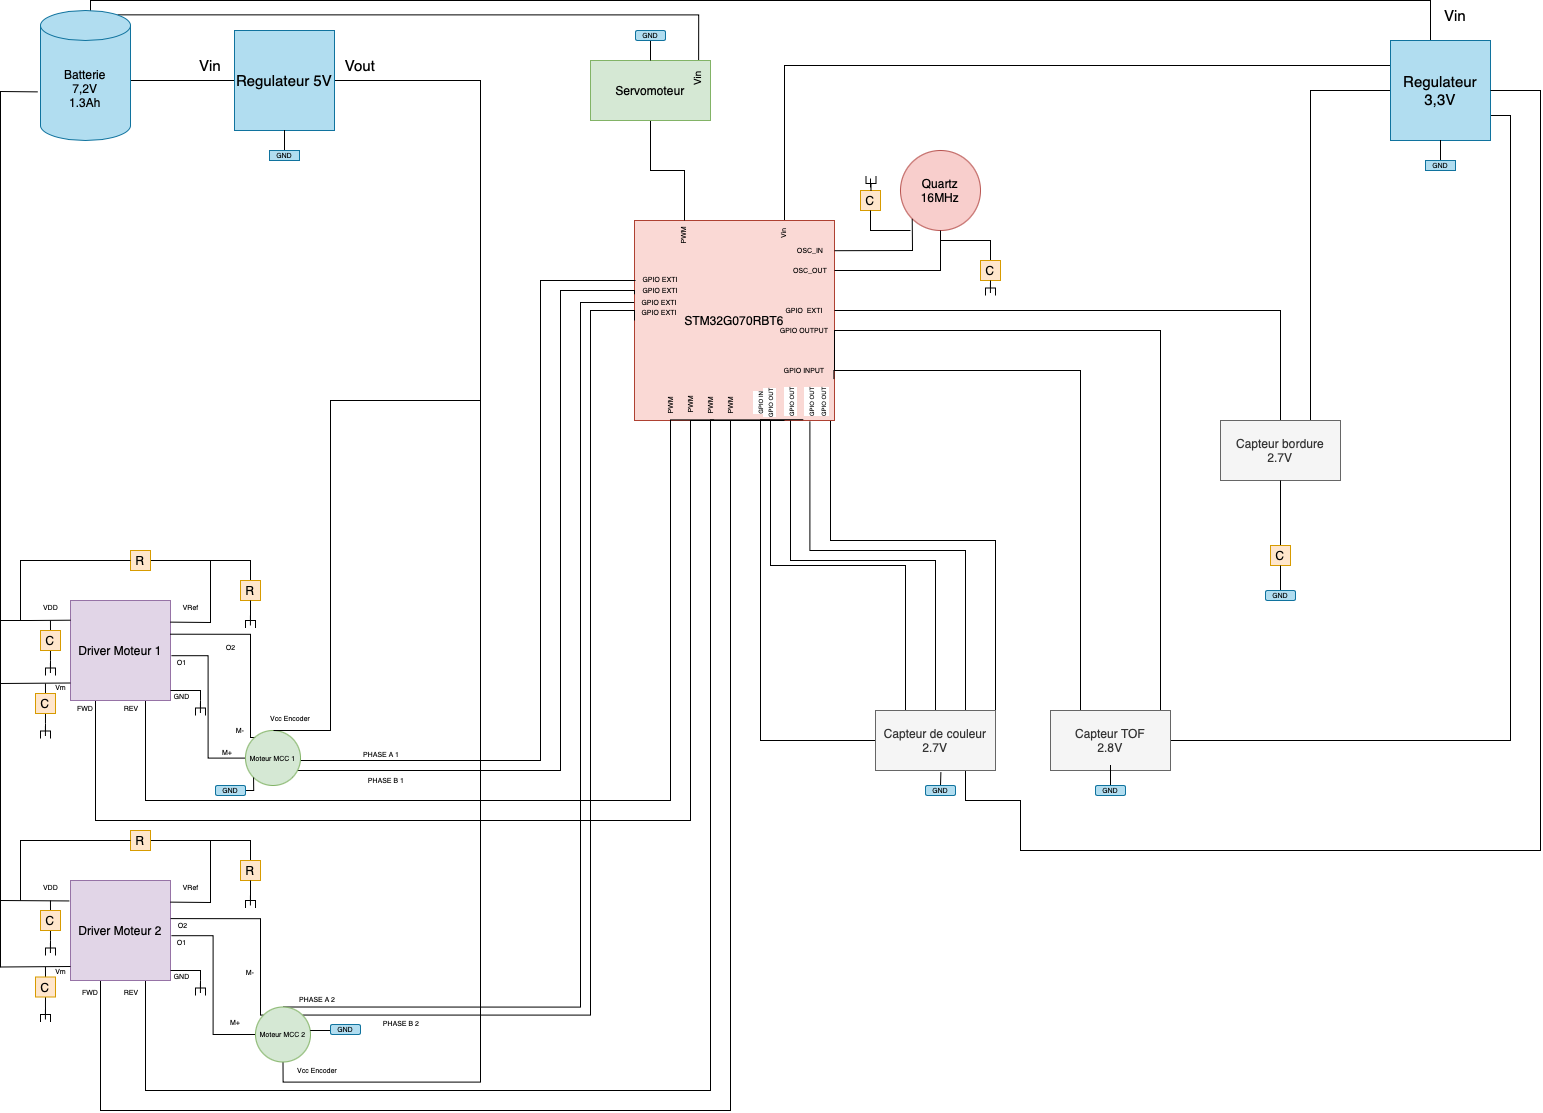 Vin
Batterie
7,2V
1.3Ah
Vin
Regulateur 5V
Vout
GND
GND
Vin
Servomoteur
Regulateur
3,3V
GND
Quartz
16MHz
C
C
PWM
Vin
OSC_IN
OSC_OUT
GPIO EXTI
GPIO EXTI
GPIO EXTI
GPIO EXTI
STM32G070RBT6
GPIO EXTI
GPIO OUTPUT
GPIO INPUT
PWM
PWM
PWM
PWM
GPIO IN
GPIO OUT
GPIO OUT
GPIO OUT
GPIO OUT
Capteur bordure
2.7V
C
GND
R
R
VDD
VRef
C
Driver Moteur 1
O2
O1
Vm
GND
C
FWD
REV
Vcc Encoder
M-
M+
Moteur MCC 1
PHASE A 1
PHASE B 1
GND
Capteur de couleur
2.7V
GND
Capteur TOF
2.8V
GND
R
R
VDD
VRef
C
Driver Moteur 2
O2
O1
Vm
GND
C
FWD
REV
M-
M+
PHASE A 2
PHASE B 2
Moteur MCC 2
GND
Vcc Encoder